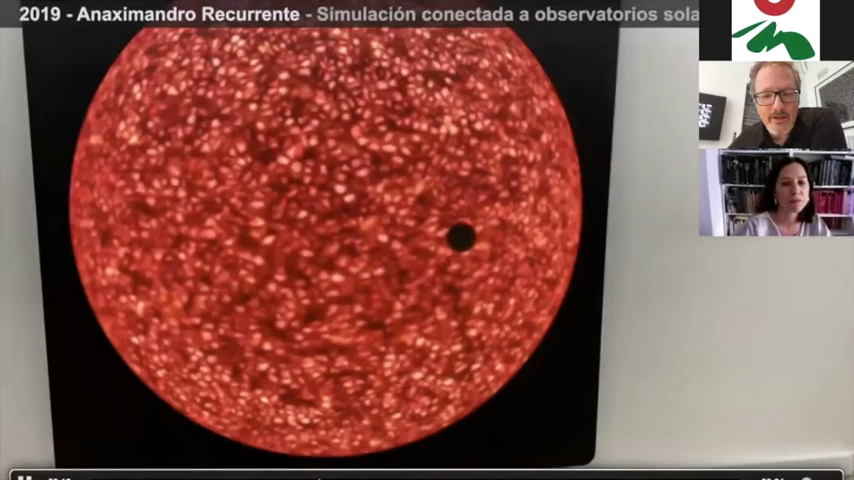 2019 - Anaximandro Recurrente - Simulación conectada a observatorios sola